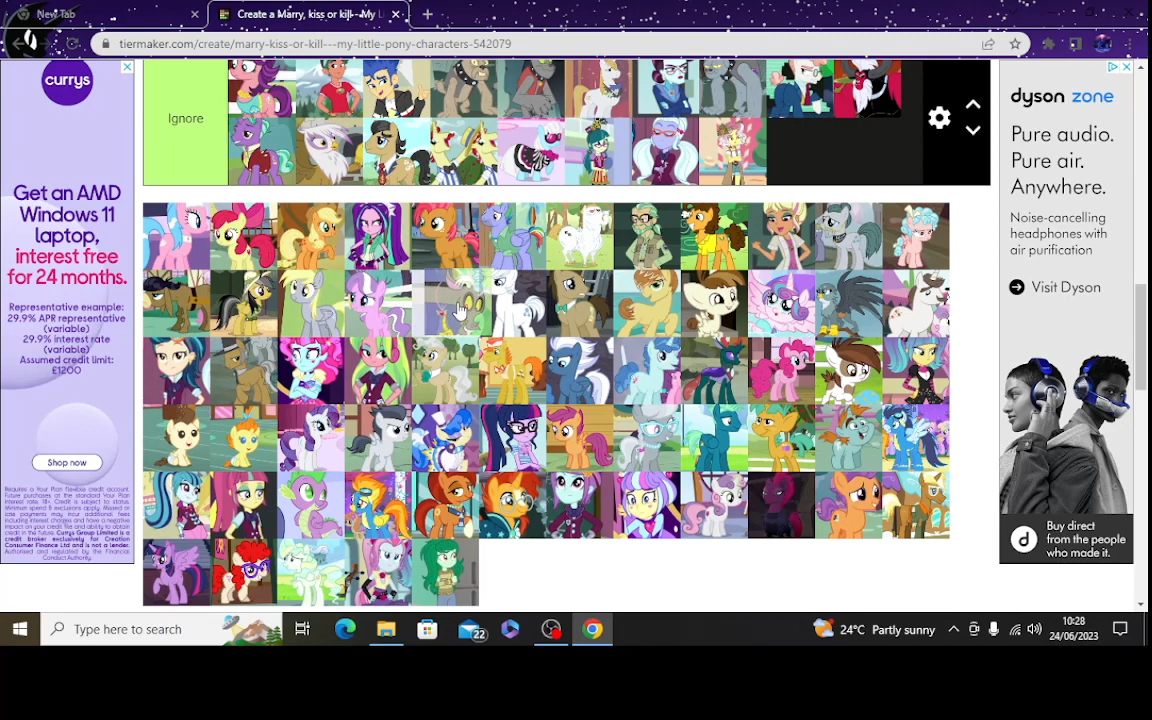 New Tab
Create a Marry, kiss or kill---My L
tiermaker.com/create/marry-kiss-or-kill---my-little-pony-characters-542079
currys
Get an AMD
Windows 11
laptop,
interest free
for 24 months.
Representative example:
29.9% APR representative
(variable)
29.9% interest rate
(variable)
Assumed credit limit:
£1200
Shop now
Ignore
dyson zone
Pure audio.
Pure air.
Anywhere.
Noise-cancelling
headphones with
air purification
Visit Dyson
Buy direct
from the people
who made it.
Type here to search
22
24°C Partly sunny
10:28
24/06/2023